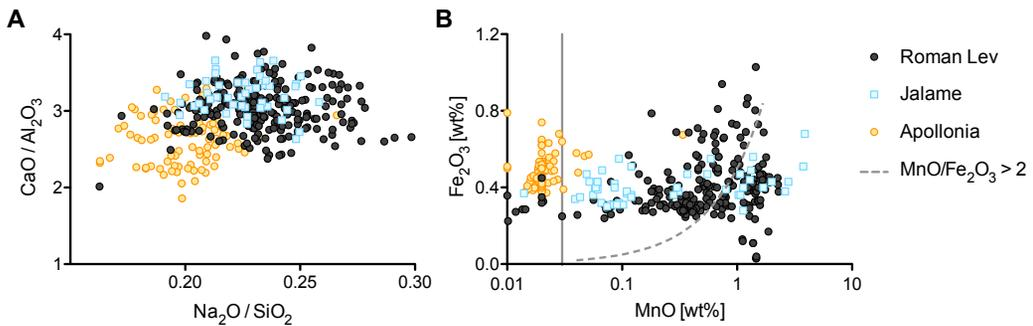 A
4
3
2
1
CaO / Al₂O₃
0.20
0.25
0.30
Na₂O / SiO₂
B
1.2
0.8
0.4
0.0
Fe₂O₃ [wt%]
0.01
0.1
1
10
MnO [wt%]
Roman Lev
Jalame
Apollonia
MnO/Fe₂O₃ > 2